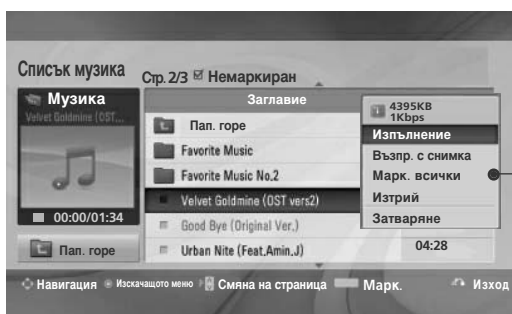 Списък музика
Стр. 2/3 Немаркиран
Музика
Velvet Goldmine (OST...
00:00/01:34
Пап. горе
Заглавие
Пап. горе
Favorite Music
Favorite Music No.2
Velvet Goldmine (OST vers2)
Good Bye (Original Ver.)
Urban Nite (Feat.Amin.J)
04:28
4395KB
1Kbps
Изпълнение
Възпр. с снимка
Марк. всички
Изтрий
Затваряне
Навигация Изскачащото меню Смяна на страница Марк. Изход